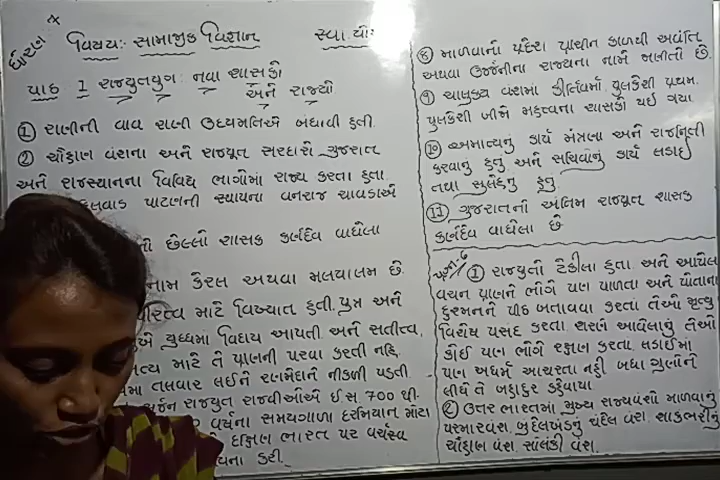 ધોરણ ૭
વિષય:- સામાજીક વિજ્ઞાન સ્વા. પોથી
પાઠ 1 રાજપુતયુગ: નવા શાસકો
અને રાજ્યો
① રાણીની વાવ રાણી ઉદયમતિએ બંધાવી હતી.
② ચૌહાણ વંશના અને રાજપૂત સરદારો ગુજરાત
અને રાજસ્થાનના વિવિધ ભાગોમાં રાજ્ય કરતા હતા.
પાટણની સ્થાપના વનરાજ ચાવડાએ
છેલ્લો શાસક કર્ણદેવ વાઘેલા
નામ કેરલ અથવા મલયાલમ છે.
માટે વિખ્યાત હતી. પુત્ર અને
યુધ્ધમાં વિદાય આપતી અને સતીત્વ,
માટે તે પ્રાણની પરવા કરતી નહિ.
તલવાર લઈને રણમેદાને નીકળી પડતી
રાજપુત રાજવીઓએ ઈ સ 700 થી
વર્ષના સમયગાળા દરમિયાન મોટા
દક્ષિણ ભારત પર વર્ચસ્વ
કરી.
⑧ માળવાનો પ્રદેશ પ્રાચીન કાળથી અવંતિ
અથવા ઉજ્જૈનીના રાજ્યના નામે જાણીતો છે.
⑨ ચાલુક્ય વંશમાં કીર્તિવર્મા, પુલકેશી પ્રથમ,
પુલકેશી બીજો મહત્વના શાસકો થઈ ગયા.
⑩ અમાત્યનું કાર્ય મંત્રણા અને રાજનિતી
કરવાનું હતું અને સચિવોનું કાર્ય લડાઈ
તથા સુલેહનું હતું.
⑪ ગુજરાતનો અંતિમ રાજપૂત શાસક
કર્ણદેવ વાઘેલા છે
① રાજપુતો ટેકીલા હતા અને આપેલ
વચન પ્રાણને ભોગે પણ પાળતા અને પોતાના
દુશ્મનને પીઠ બતાવવા કરતા તેઓ મૃત્યુ
વિશેષ પસંદ કરતા. શરણે આવેલાનું તેઓ
કોઈ પણ ભોગે રક્ષણ કરતા લડાઈમાં
પણ અધર્મ આચરતા નહી બધા ગુણોને
લીધે તે બહાદુર કહેવાયા
② ઉત્તર ભારતમાં મુખ્ય રાજ્યવંશો માળવાનું
પરમારવંશ, બુંદેલખંડનું ચંદેલ વંશ, શાકંભરીનું
ચૌહાણ વંશ, સોલંકી વંશ.